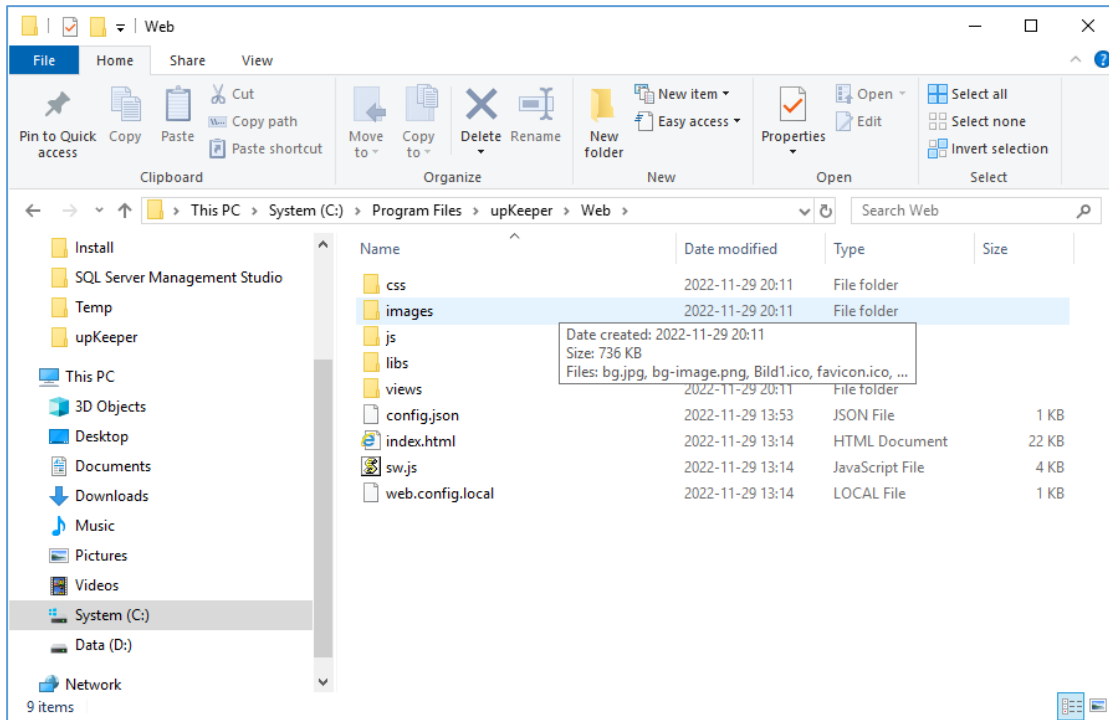 Web
File Home Share View
Pin to Quick access
Copy
Paste
Cut
Copy path
Paste shortcut
Clipboard
Move to
Copy to
Delete
Rename
Organize
New folder
New item
Easy access
New
Properties
Open
Edit
Open
Select all
Select none
Invert selection
Select
This PC > System (C:) > Program Files > upKeeper > Web >
Search Web
Install
SQL Server Management Studio
Temp
upKeeper
This PC
3D Objects
Desktop
Documents
Downloads
Music
Pictures
Videos
System (C:)
Data (D:)
Network
Name Date modified Type Size
css 2022-11-29 20:11 File folder
images 2022-11-29 20:11 File folder
js
libs
Date created: 2022-11-29 20:11
Size: 736 KB
Files: bg.jpg, bg-image.png, Bild1.ico, favicon.ico, ...
views 2022-11-29 20:11 File folder
config.json 2022-11-29 13:53 JSON File 1 KB
index.html 2022-11-29 13:14 HTML Document 22 KB
sw.js 2022-11-29 13:14 JavaScript File 4 KB
web.config.local 2022-11-29 13:14 LOCAL File 1 KB
9 items